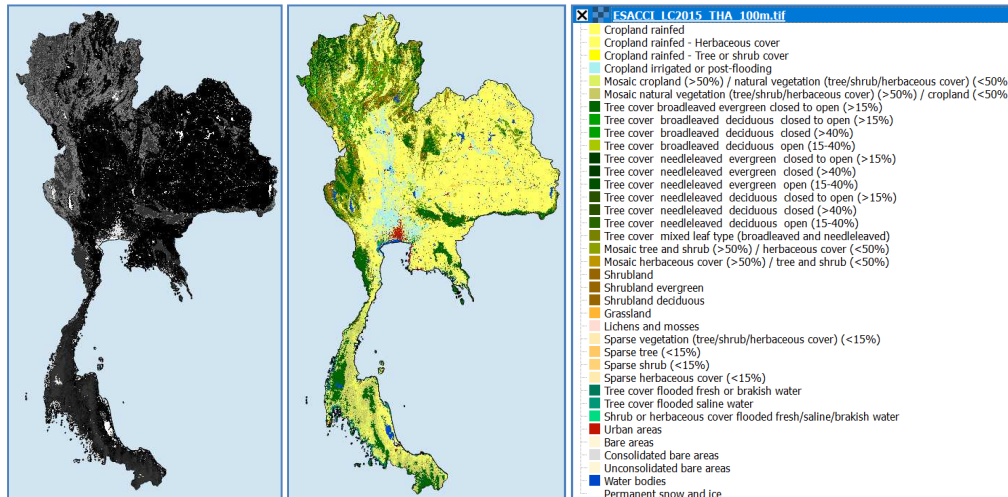 ESACCI_LC2015_THA_100m.tif
Cropland rainfed
Cropland rainfed - Herbaceous cover
Cropland rainfed - Tree or shrub cover
Cropland irrigated or post-flooding
Mosaic cropland (>50%) / natural vegetation (tree/shrub/herbaceous cover) (<50%
Mosaic natural vegetation (tree/shrub/herbaceous cover) (>50%) / cropland (<50%
Tree cover broadleaved evergreen closed to open (>15%)
Tree cover broadleaved deciduous closed to open (>15%)
Tree cover broadleaved deciduous closed (>40%)
Tree cover broadleaved deciduous open (15-40%)
Tree cover needleleaved evergreen closed to open (>15%)
Tree cover needleleaved evergreen closed (>40%)
Tree cover needleleaved evergreen open (15-40%)
Tree cover needleleaved deciduous closed to open (>15%)
Tree cover needleleaved deciduous closed (>40%)
Tree cover needleleaved deciduous open (15-40%)
Tree cover mixed leaf type (broadleaved and needleleaved)
Mosaic tree and shrub (>50%) / herbaceous cover (<50%)
Mosaic herbaceous cover (>50%) / tree and shrub (<50%)
Shrubland
Shrubland evergreen
Shrubland deciduous
Grassland
Lichens and mosses
Sparse vegetation (tree/shrub/herbaceous cover) (<15%)
Sparse tree (<15%)
Sparse shrub (<15%)
Sparse herbaceous cover (<15%)
Tree cover flooded fresh or brakish water
Tree cover flooded saline water
Shrub or herbaceous cover flooded fresh/saline/brakish water
Urban areas
Bare areas
Consolidated bare areas
Unconsolidated bare areas
Water bodies
Permanent snow and ice